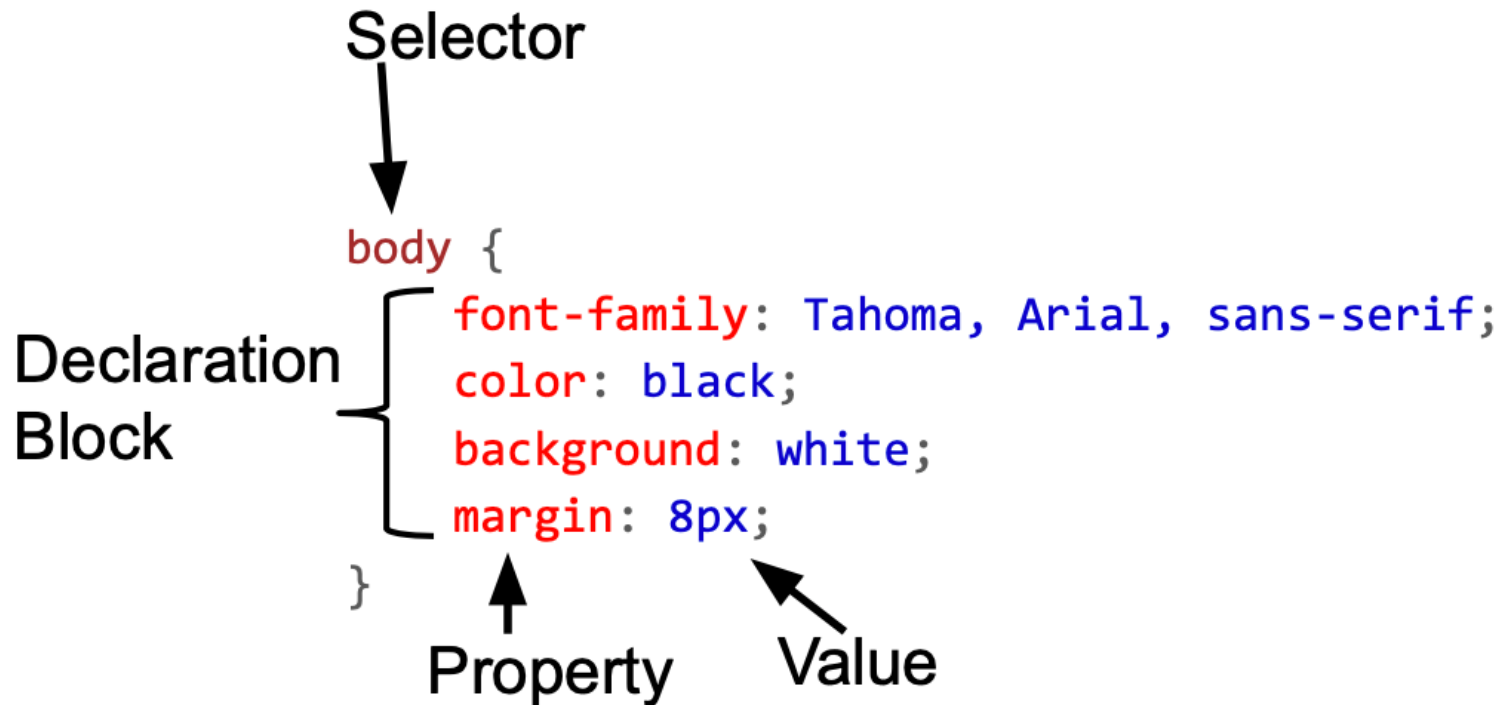 Selector
body {
font-family: Tahoma, Arial, sans-serif;
Declaration
Block
color: black;
background: white;
margin: 8px;
}
Property
Value